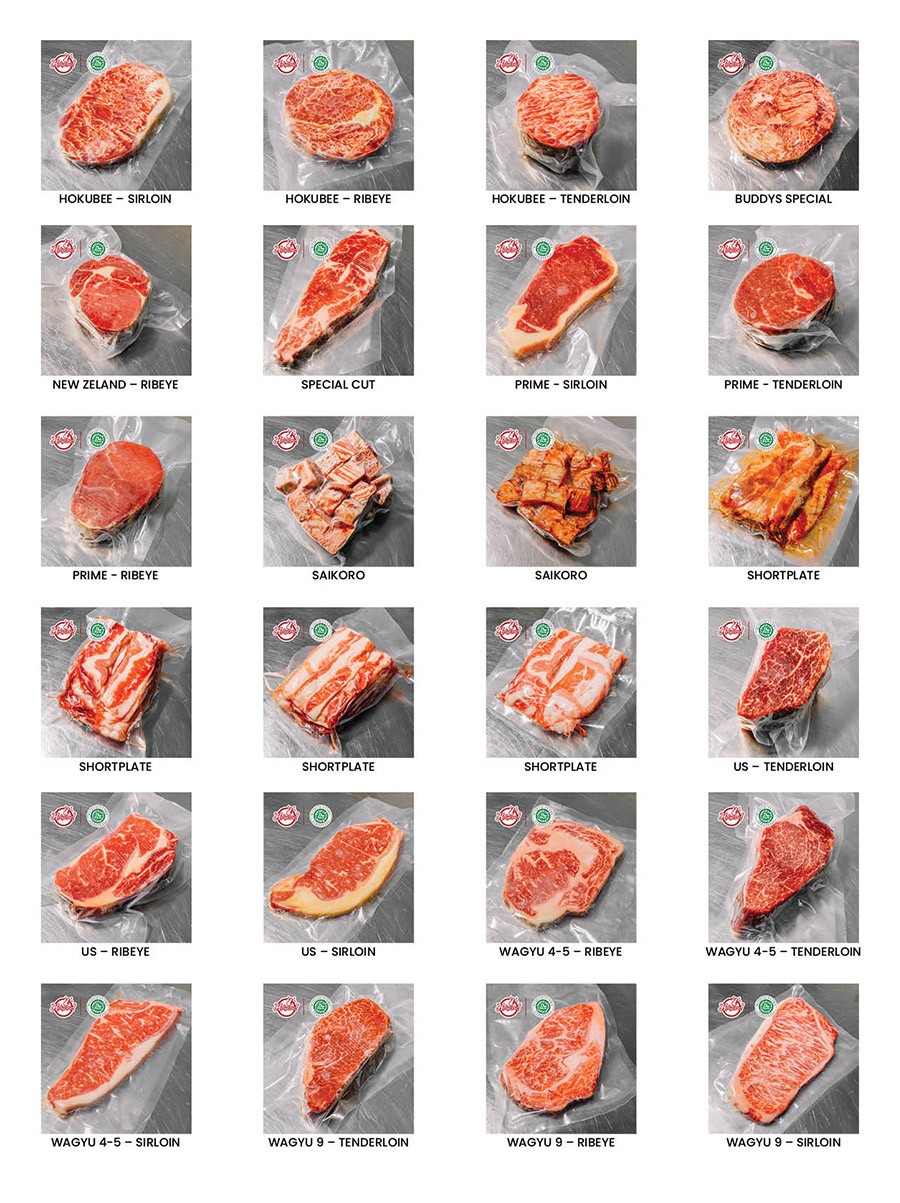 HOKUBEE – SIRLOIN
HOKUBEE – RIBEYE
HOKUBEE – TENDERLOIN
BUDDYS SPECIAL
NEW ZELAND – RIBEYE
SPECIAL CUT
PRIME - SIRLOIN
PRIME - TENDERLOIN
PRIME - RIBEYE
SAIKORO
SAIKORO
SHORTPLATE
SHORTPLATE
SHORTPLATE
SHORTPLATE
US – TENDERLOIN
US – RIBEYE
US – SIRLOIN
WAGYU 4-5 – RIBEYE
WAGYU 4-5 – TENDERLOIN
WAGYU 4-5 – SIRLOIN
WAGYU 9 – TENDERLOIN
WAGYU 9 – RIBEYE
WAGYU 9 – SIRLOIN